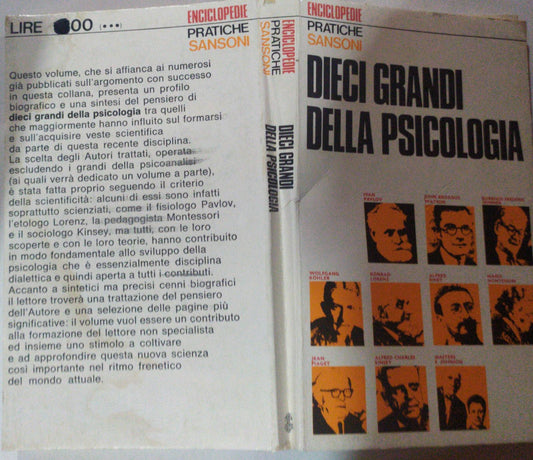 LIRE 00 (•••)
ENCICLOPEDIE
PRATICHE
SANSONI
Questo volume, che si affianca ai numerosi
già pubblicati sull'argomento con successo
in questa collana, presenta un profilo
biografico e una sintesi del pensiero di
dieci grandi della psicologia tra quelli
che maggiormente hanno influito sul formarsi
e sull'acquisire veste scientifica
da parte di questa recente disciplina.
La scelta degli Autori trattati, operata
escludendo i grandi della psicoanalisi
(ai quali verrà dedicato un volume a parte),
è stata fatta proprio seguendo il criterio
della scientificità: alcuni di essi sono infatti
soprattutto scienziati, come il fisiologo Pavlov,
l'etologo Lorenz, la pedagogista Montessori
e il sociologo Kinsey, ma tutti, con le loro
scoperte e con le loro teorie, hanno contribuito
in modo fondamentale allo sviluppo della
psicologia che è essenzialmente disciplina
dialettica e quindi aperta a tutti i contributi.
Accanto a sintetici ma precisi cenni biografici
il lettore troverà una trattazione del pensiero
dell'Autore e una selezione delle pagine più
significative: il volume vuol essere un contributo
alla formazione del lettore non specialista
ed insieme uno stimolo a coltivare
e ad approfondire questa nuova scienza
così importante nel ritmo frenetico
del mondo attuale.
ENCICLOPEDIE
PRATICHE
SANSONI
DIECI GRANDI
DELLA PSICOLOGIA
ENCICLOPEDIE
PRATICHE
SANSONI
DIECI GRANDI
DELLA PSICOLOGIA
IVAN
PAVLOV
JOHN BROADUS
WATSON
BURRHUS FREDERIC
SKINNER
WOLFGANG
KÖHLER
KONRAD
LORENZ
ALFRED
BINET
MARIA
MONTESSORI
JEAN
PIAGET
ALFRED CHARLES
KINSEY
MASTERS
E JOHNSON